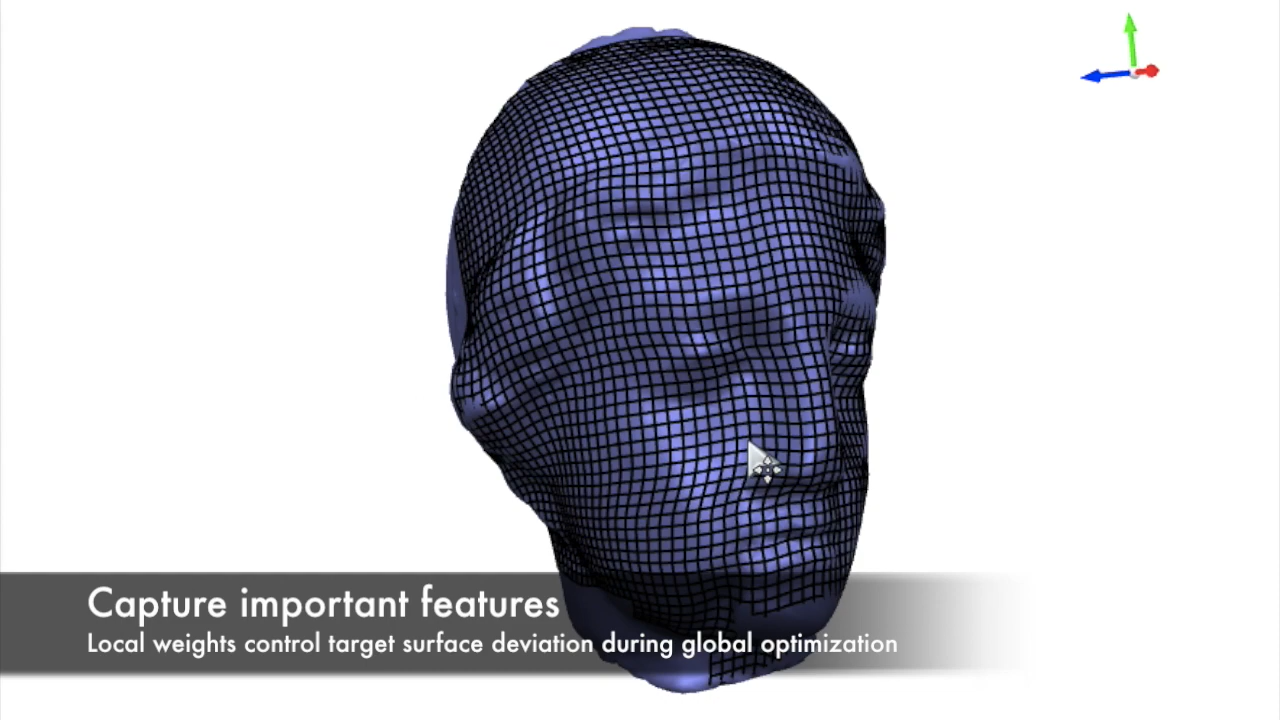 Capture important features
Local weights control target surface deviation during global optimization